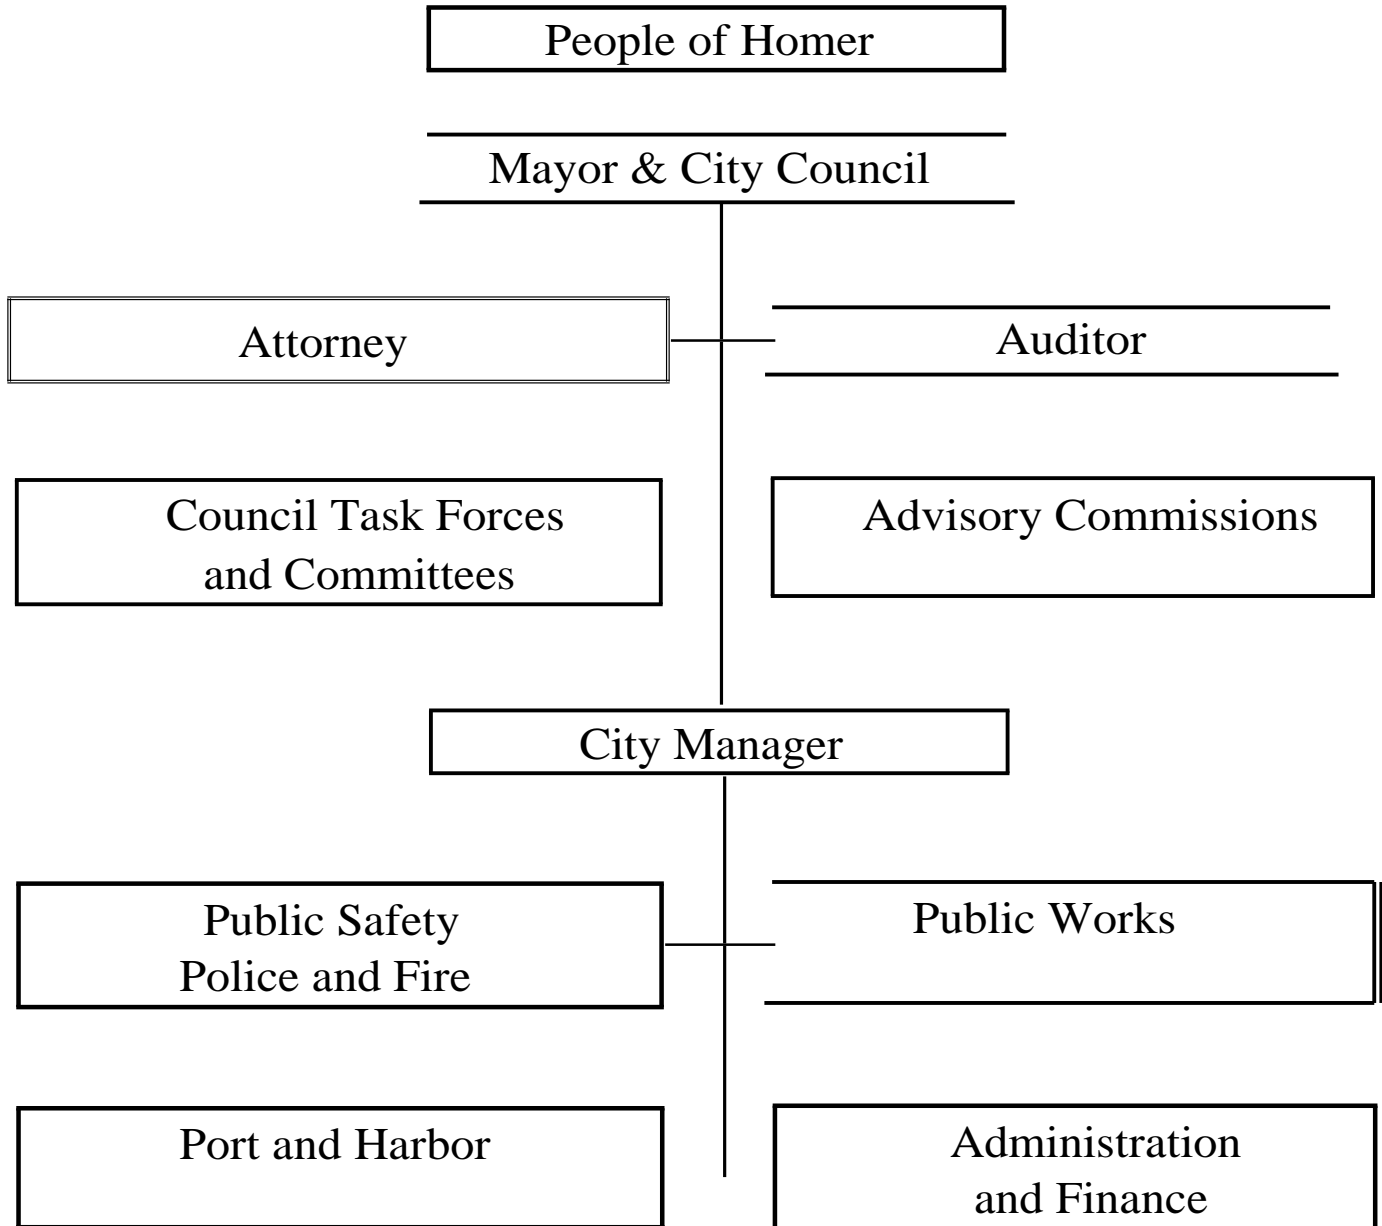 People of Homer
Mayor & City Council
Attorney
Auditor
Council Task Forces
and Committees
Advisory Commissions
City Manager
Public Safety
Police and Fire
Public Works
Port and Harbor
Administration
and Finance